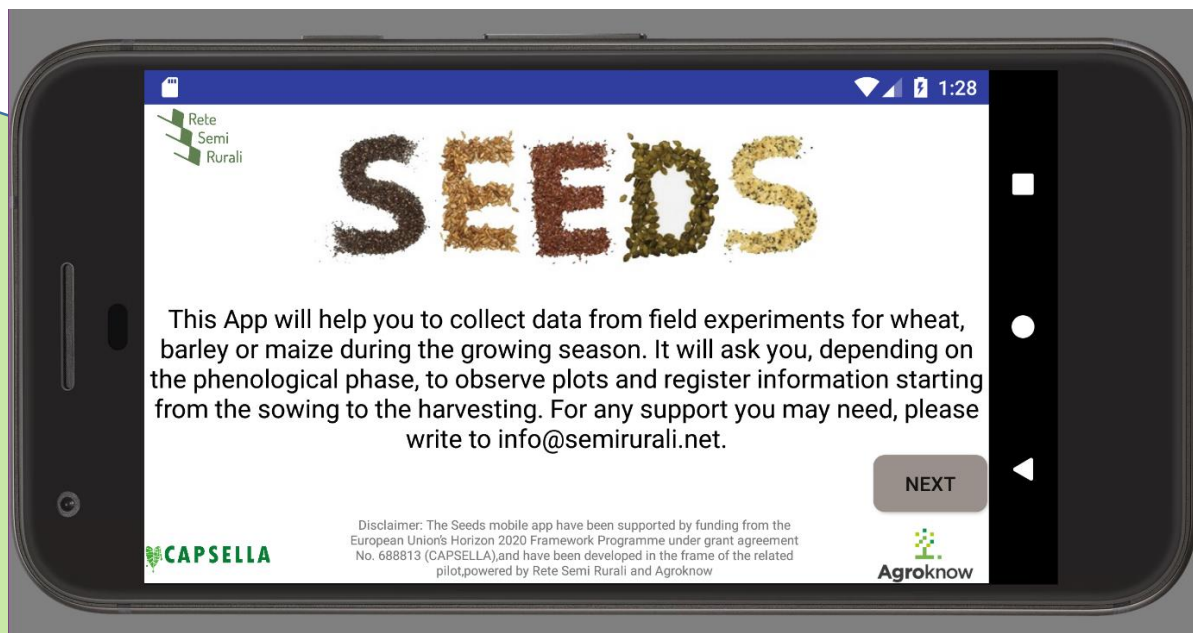 1:28
Rete
Semi
Rurali
SEEDS
This App will help you to collect data from field experiments for wheat,
barley or maize during the growing season. It will ask you, depending on
the phenological phase, to observe plots and register information starting
from the sowing to the harvesting. For any support you may need, please
write to info@semirurali.net.
NEXT
Disclaimer: The Seeds mobile app have been supported by funding from the
European Union's Horizon 2020 Framework Programme under grant agreement
No. 688813 (CAPSELLA),and have been developed in the frame of the related
pilot,powered by Rete Semi Rurali and Agroknow
CAPSELLA
Agroknow